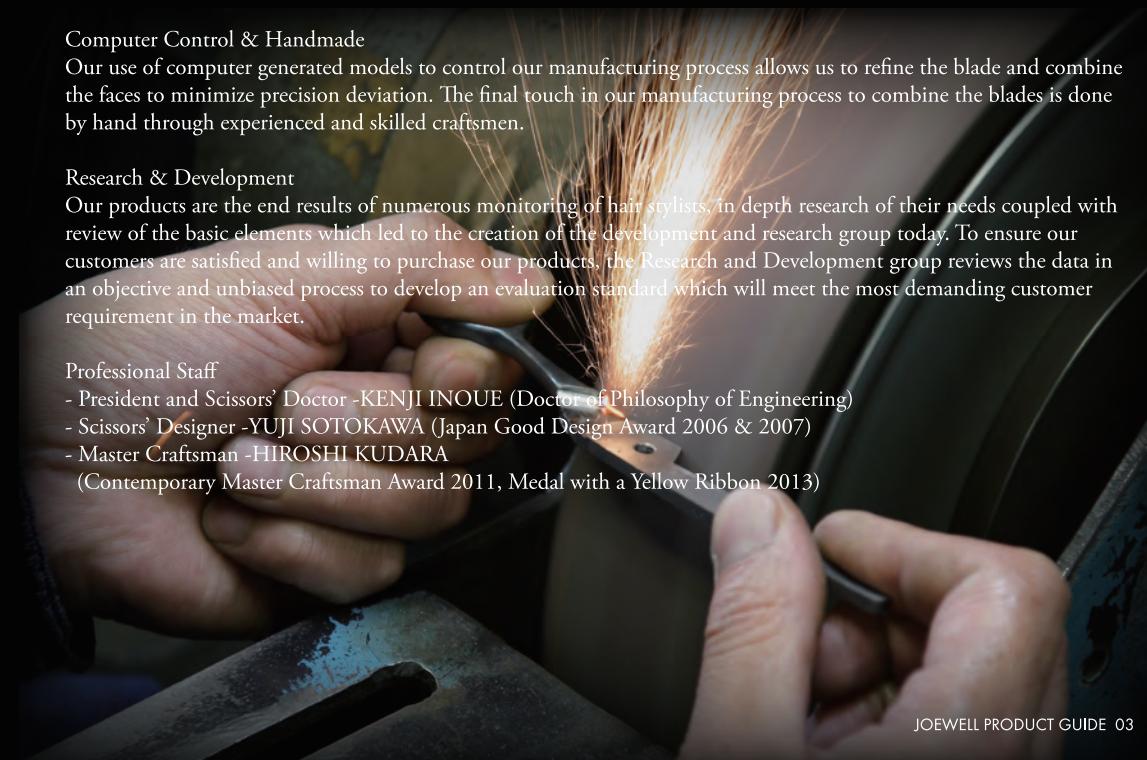 Computer Control & Handmade
Our use of computer generated models to control our manufacturing process allows us to refine the blade and combine
the faces to minimize precision deviation. The final touch in our manufacturing process to combine the blades is done
by hand through experienced and skilled craftsmen.
Research & Development
Our products are the end results of numerous monitoring of hair stylists, in depth research of their needs coupled with
review of the basic elements which led to the creation of the development and research group today. To ensure our
customers are satisfied and willing to purchase our products, the Research and Development group reviews the data in
an objective and unbiased process to develop an evaluation standard which will meet the most demanding customer
requirement in the market.
Professional Staff
- President and Scissors’ Doctor -KENJI INOUE (Doctor of Philosophy of Engineering)
- Scissors’ Designer -YUJI SOTOKAWA (Japan Good Design Award 2006 & 2007)
- Master Craftsman -HIROSHI KUDARA
(Contemporary Master Craftsman Award 2011, Medal with a Yellow Ribbon 2013)
JOEWELL PRODUCT GUIDE 03